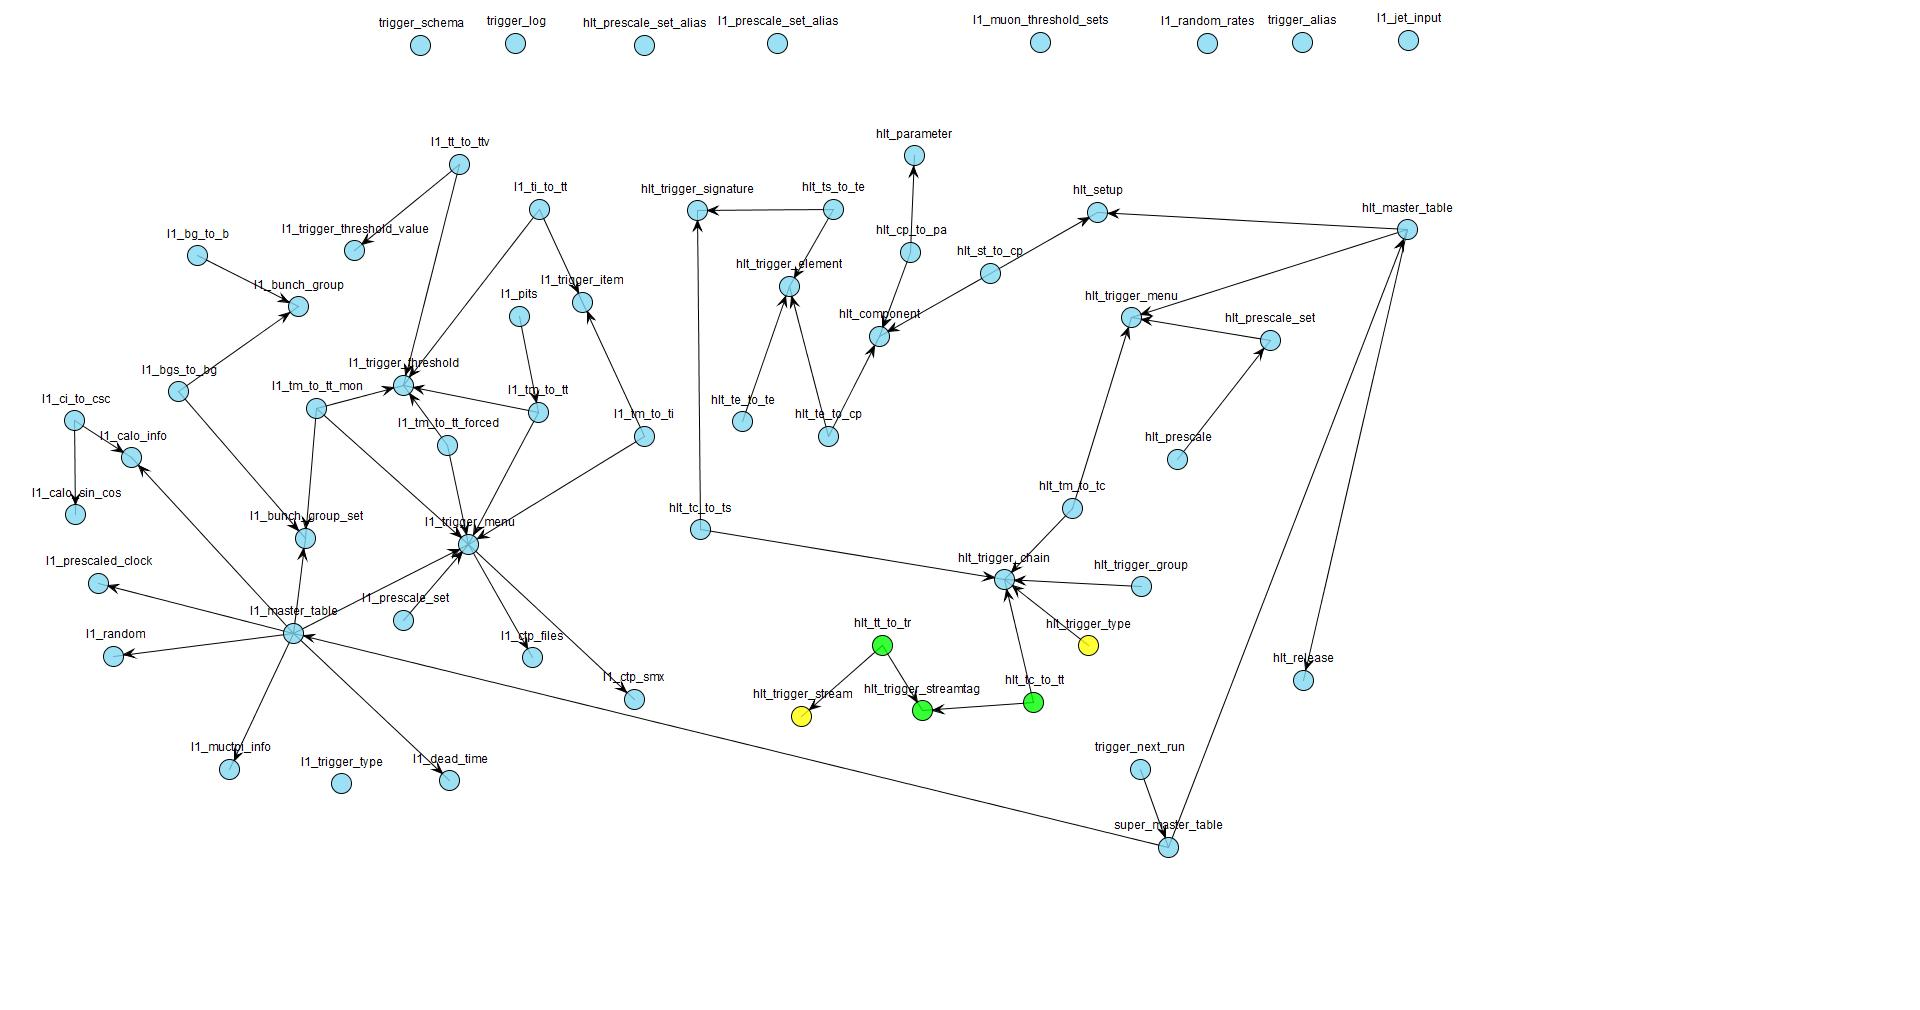 trigger_schema
trigger_log
hlt_prescale_set_alias
l1_prescale_set_alias
l1_muon_threshold_sets
l1_random_rates
trigger_alias
l1_jet_input
l1_tt_to_ttv
hlt_parameter
l1_ti_to_tt
hlt_trigger_signature
hlt_ts_to_te
hlt_setup
hlt_master_table
l1_bg_to_b
l1_trigger_threshold_value
hlt_cp_to_pa
hlt_st_to_cp
hlt_trigger_element
l1_trigger_item
l1_bunch_group
l1_pits
hlt_trigger_menu
hlt_component
hlt_prescale_set
l1_trigger_threshold
l1_bgs_to_bg
l1_tm_to_tt_mon
l1_tm_to_tt
l1_ci_to_csc
hlt_te_to_te
hlt_te_to_cp
l1_tm_to_ti
l1_tm_to_tt_forced
l1_calo_info
hlt_prescale
l1_calo_sin_cos
hlt_tm_to_tc
hlt_tc_to_ts
l1_bunch_group_set
l1_trigger_menu
l1_prescaled_clock
hlt_trigger_chain
hlt_trigger_group
l1_prescale_set
l1_master_table
l1_random
l1_ctp_files
hlt_tt_to_tr
hlt_trigger_type
hlt_release
l1_ctp_smx
hlt_tc_to_tt
hlt_trigger_stream
hlt_trigger_streamtag
l1_muctpi_info
trigger_next_run
l1_trigger_type
l1_dead_time
super_master_table